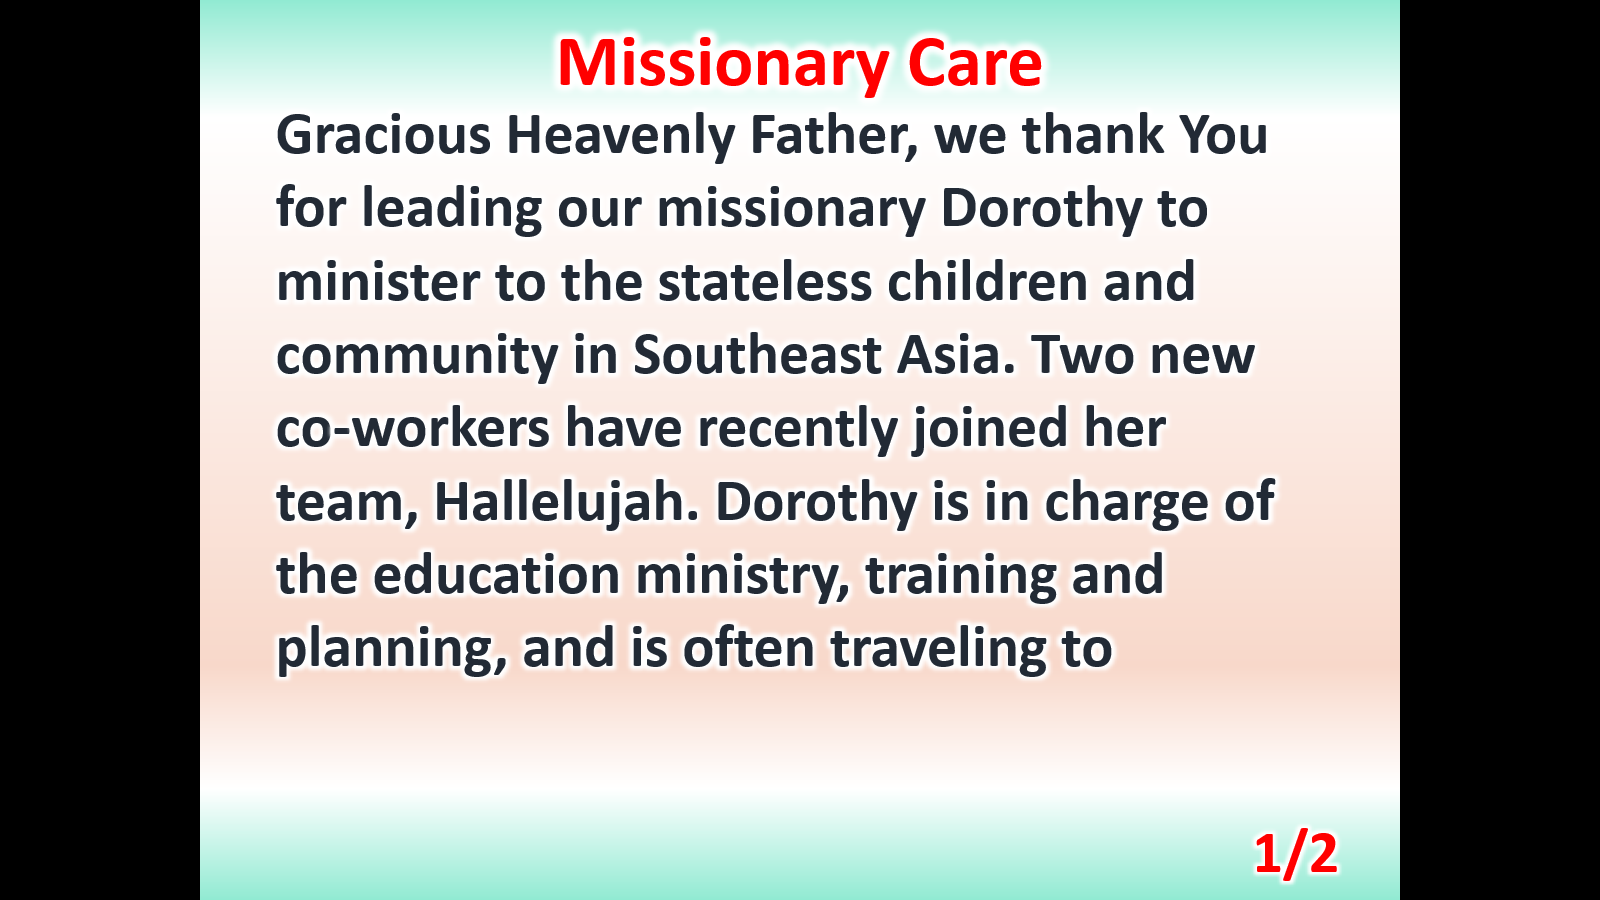 Missionary Care
Gracious Heavenly Father, we thank You
for leading our missionary Dorothy to
minister to the stateless children and
community in Southeast Asia. Two new
co-workers have recently joined her
team, Hallelujah. Dorothy is in charge of
the education ministry, training and
planning, and is often traveling to
1/2